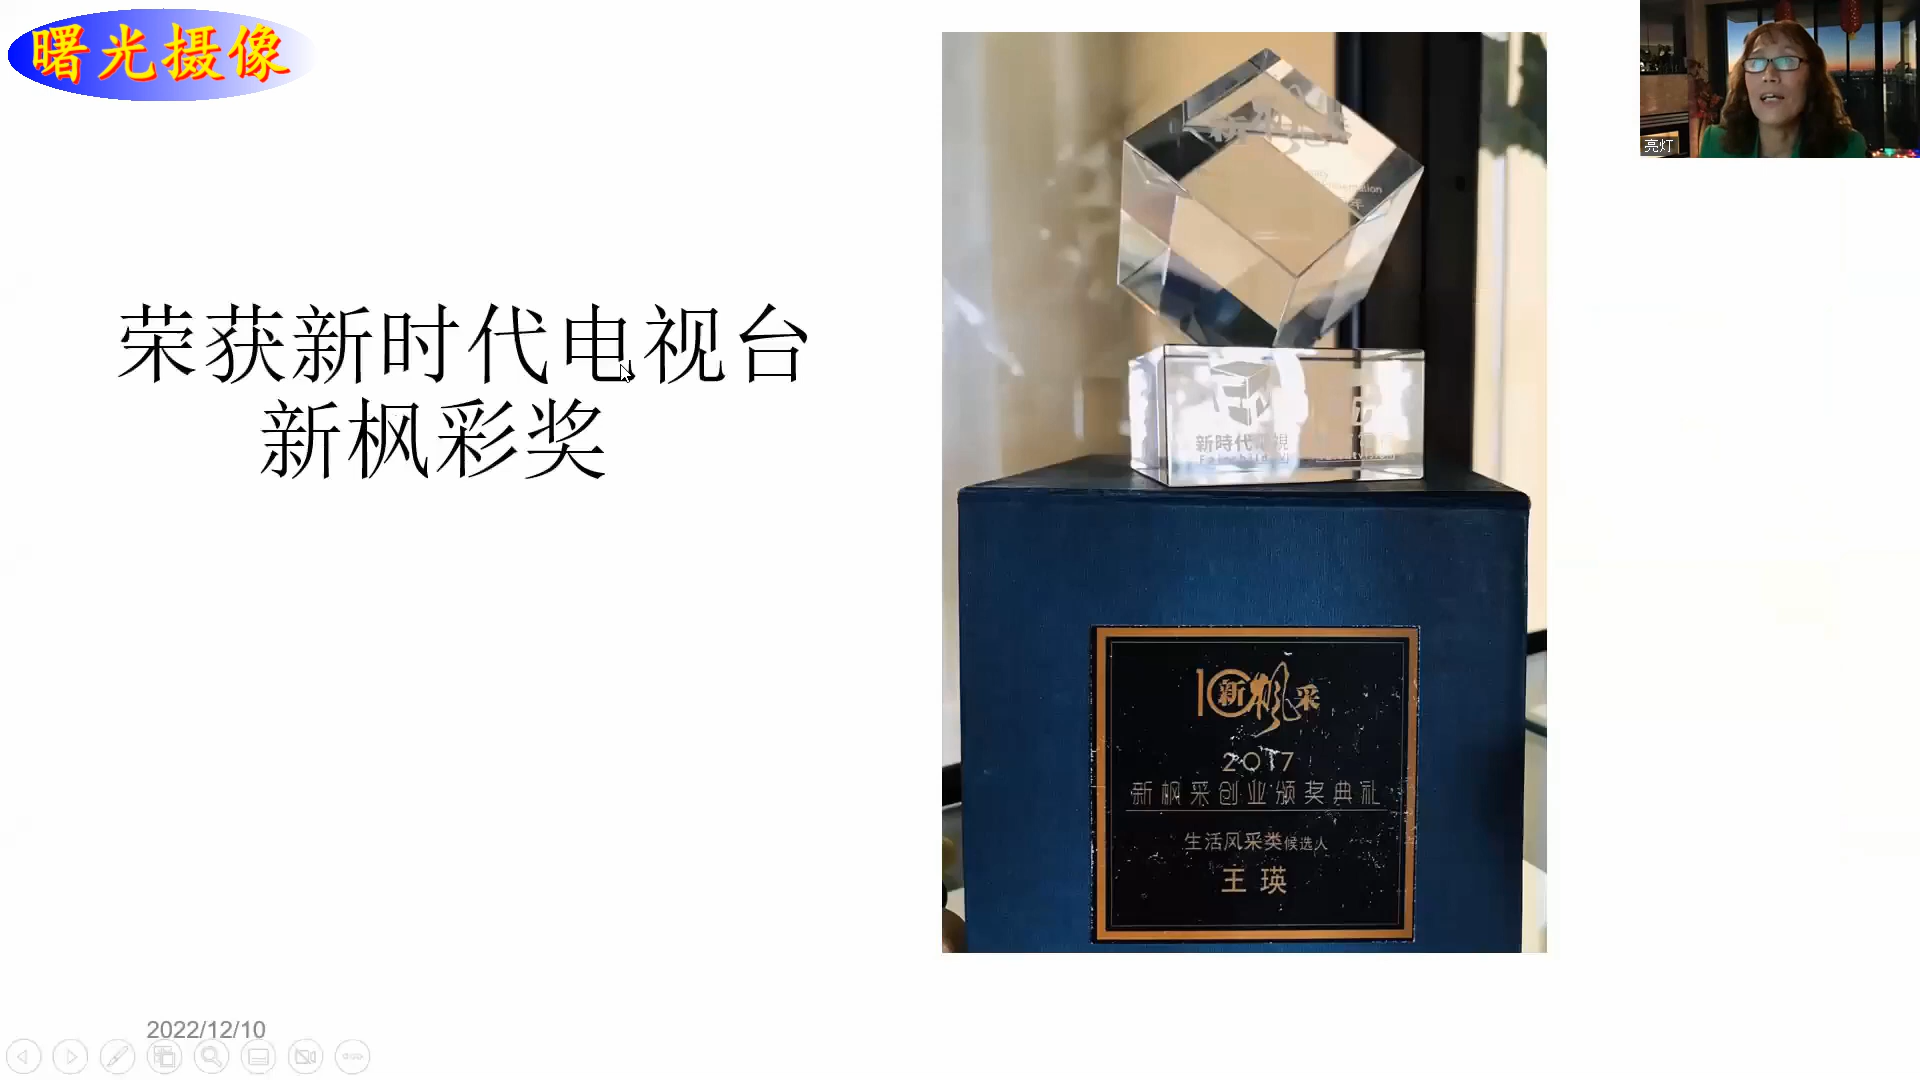 曙光摄像
亮灯
荣获新时代电视台
新枫彩奖
新時代
10新枫采
2017
新枫采创业颁奖典礼
生活风采类候选人
王瑛
2022/12/10